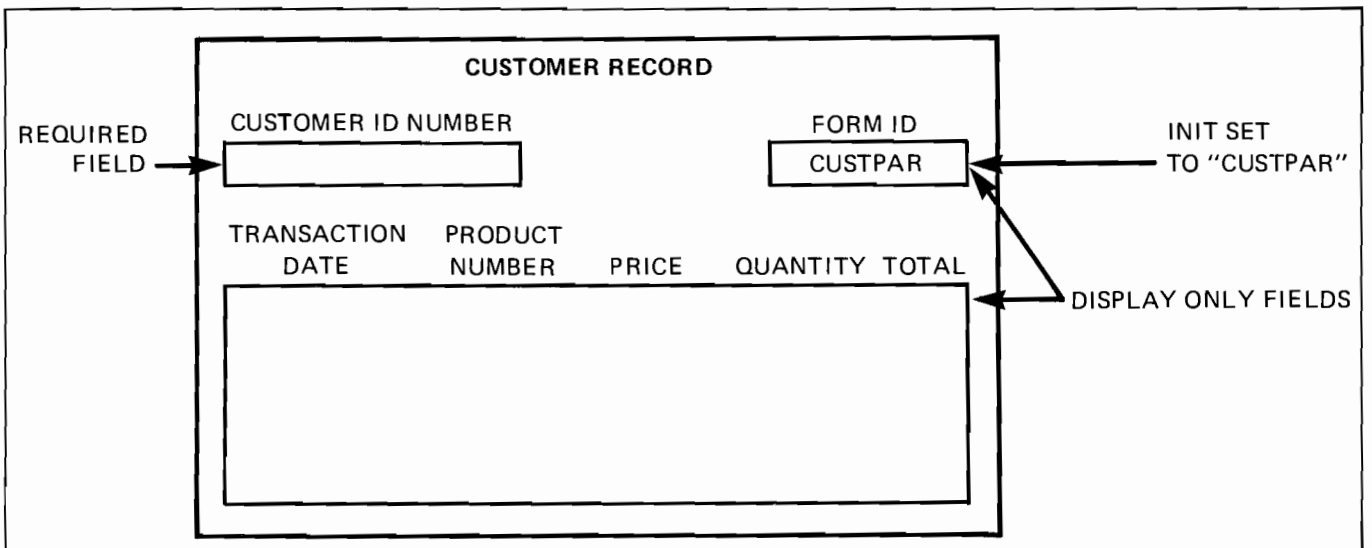 CUSTOMER RECORD
REQUIRED
FIELD
CUSTOMER ID NUMBER
FORM ID
CUSTPAR
INIT SET
TO "CUSTPAR"
TRANSACTION
DATE
PRODUCT
NUMBER
PRICE
QUANTITY
TOTAL
DISPLAY ONLY FIELDS